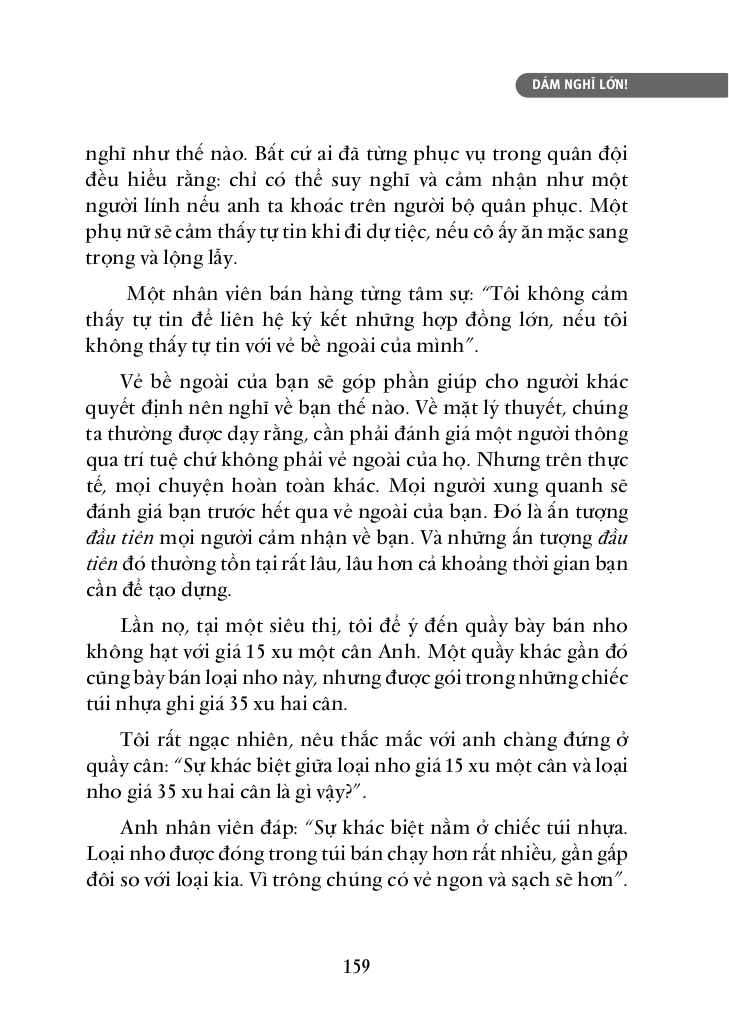 DÁM NGHĨ LỚN!
nghĩ như thế nào. Bất cứ ai đã từng phục vụ trong quân đội
đều hiểu rằng: chỉ có thể suy nghĩ và cảm nhận như một
người lính nếu anh ta khoác trên người bộ quân phục. Một
phụ nữ sẽ cảm thấy tự tin khi đi dự tiệc, nếu cô ấy ăn mặc sang
trọng và lộng lẫy.
Một nhân viên bán hàng từng tâm sự: “Tôi không cảm
thấy tự tin để liên hệ ký kết những hợp đồng lớn, nếu tôi
không thấy tự tin với vẻ bề ngoài của mình”.
Vẻ bề ngoài của bạn sẽ góp phần giúp cho người khác
quyết định nên nghĩ về bạn thế nào. Về mặt lý thuyết, chúng
ta thường được dạy rằng, cần phải đánh giá một người thông
qua trí tuệ chứ không phải vẻ ngoài của họ. Nhưng trên thực
tế, mọi chuyện hoàn toàn khác. Mọi người xung quanh sẽ
đánh giá bạn trước hết qua vẻ ngoài của bạn. Đó là ấn tượng
đầu tiên mọi người cảm nhận về bạn. Và những ấn tượng đầu
tiên đó thường tồn tại rất lâu, lâu hơn cả khoảng thời gian bạn
cần để tạo dựng.
Lần nọ, tại một siêu thị, tôi để ý đến quầy bày bán nho
không hạt với giá 15 xu một cân Anh. Một quầy khác gần đó
cũng bày bán loại nho này, nhưng được gói trong những chiếc
túi nhựa ghi giá 35 xu hai cân.
Tôi rất ngạc nhiên, nêu thắc mắc với anh chàng đứng ở
quầy cân: “Sự khác biệt giữa loại nho giá 15 xu một cân và loại
nho giá 35 xu hai cân là gì vậy?”.
Anh nhân viên đáp: “Sự khác biệt nằm ở chiếc túi nhựa.
Loại nho được đóng trong túi bán chạy hơn rất nhiều, gần gấp
đôi so với loại kia. Vì trông chúng có vẻ ngon và sạch sẽ hơn”.
159